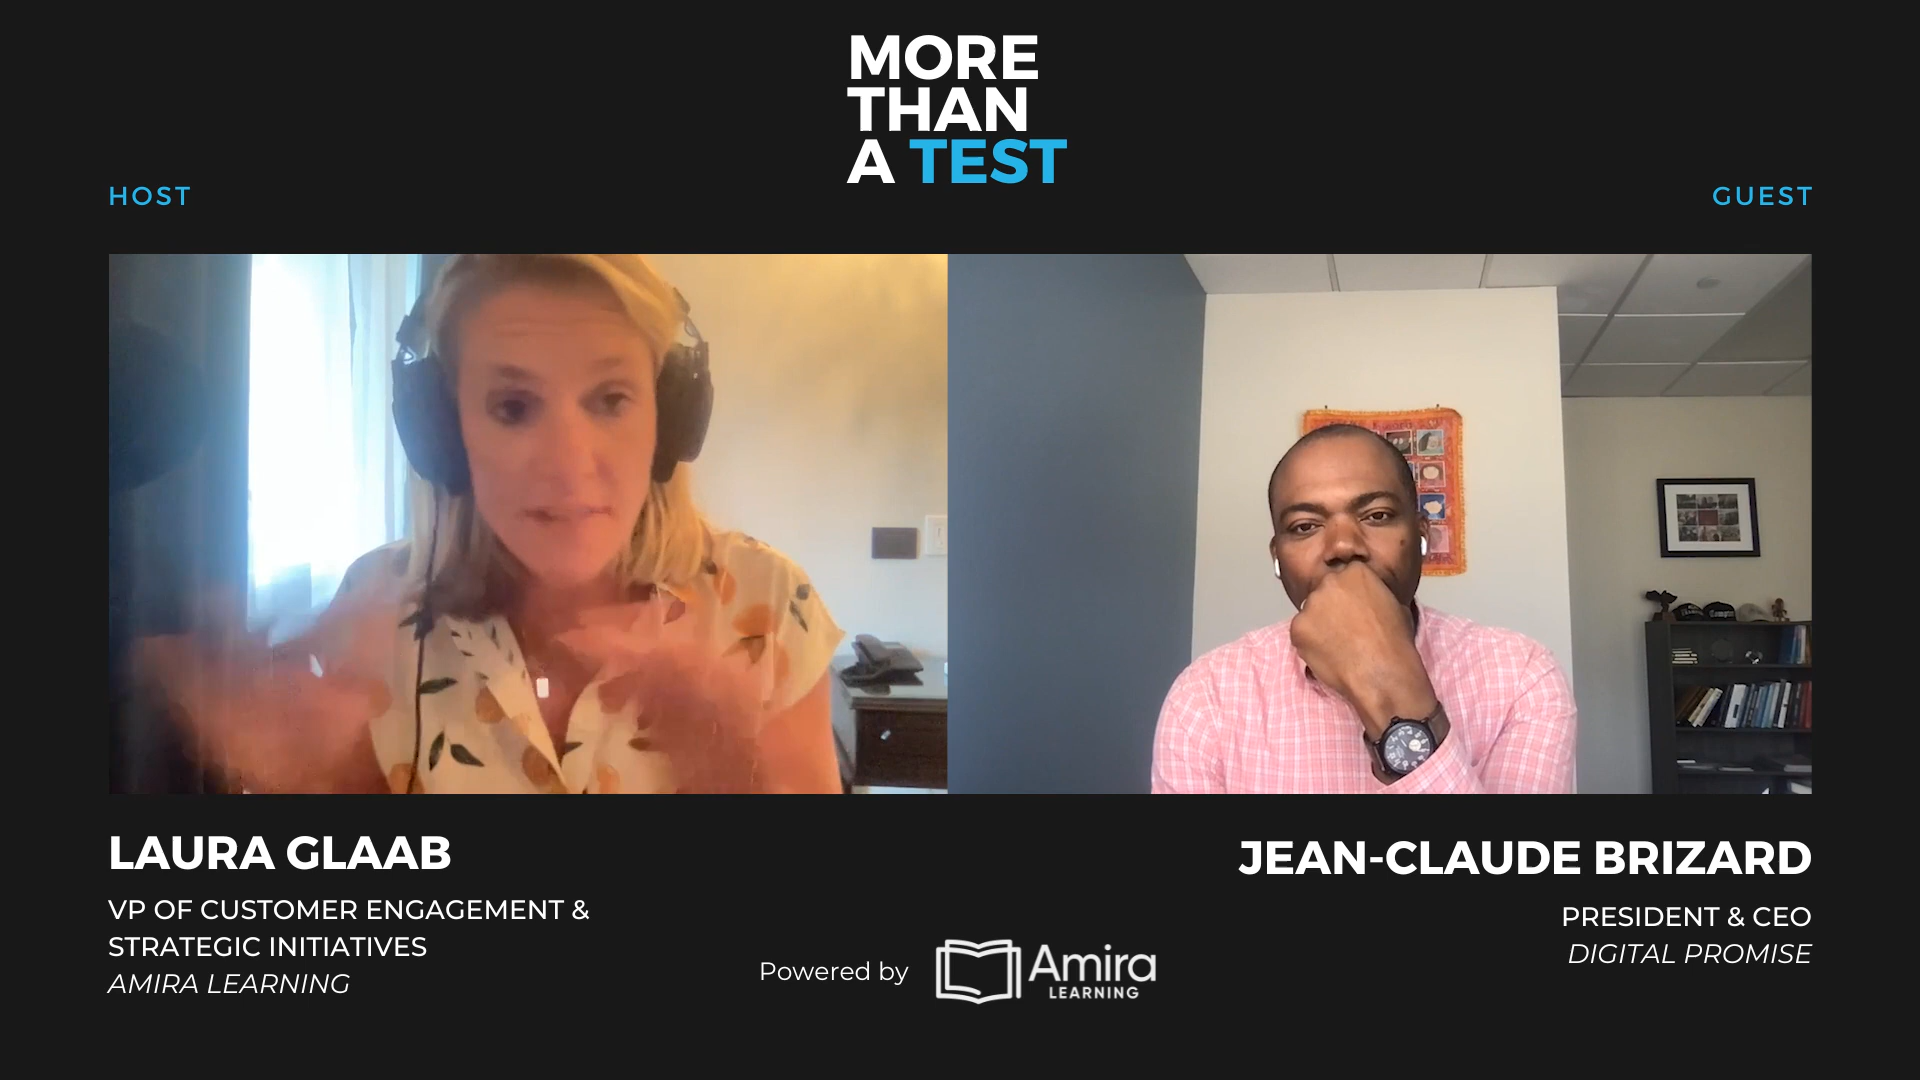 MORE
THAN
A TEST
HOST
GUEST
LAURA GLAAB
VP OF CUSTOMER ENGAGEMENT &
STRATEGIC INITIATIVES
AMIRA LEARNING
JEAN-CLAUDE BRIZARD
PRESIDENT & CEO
DIGITAL PROMISE
Powered by
Amira
LEARNING